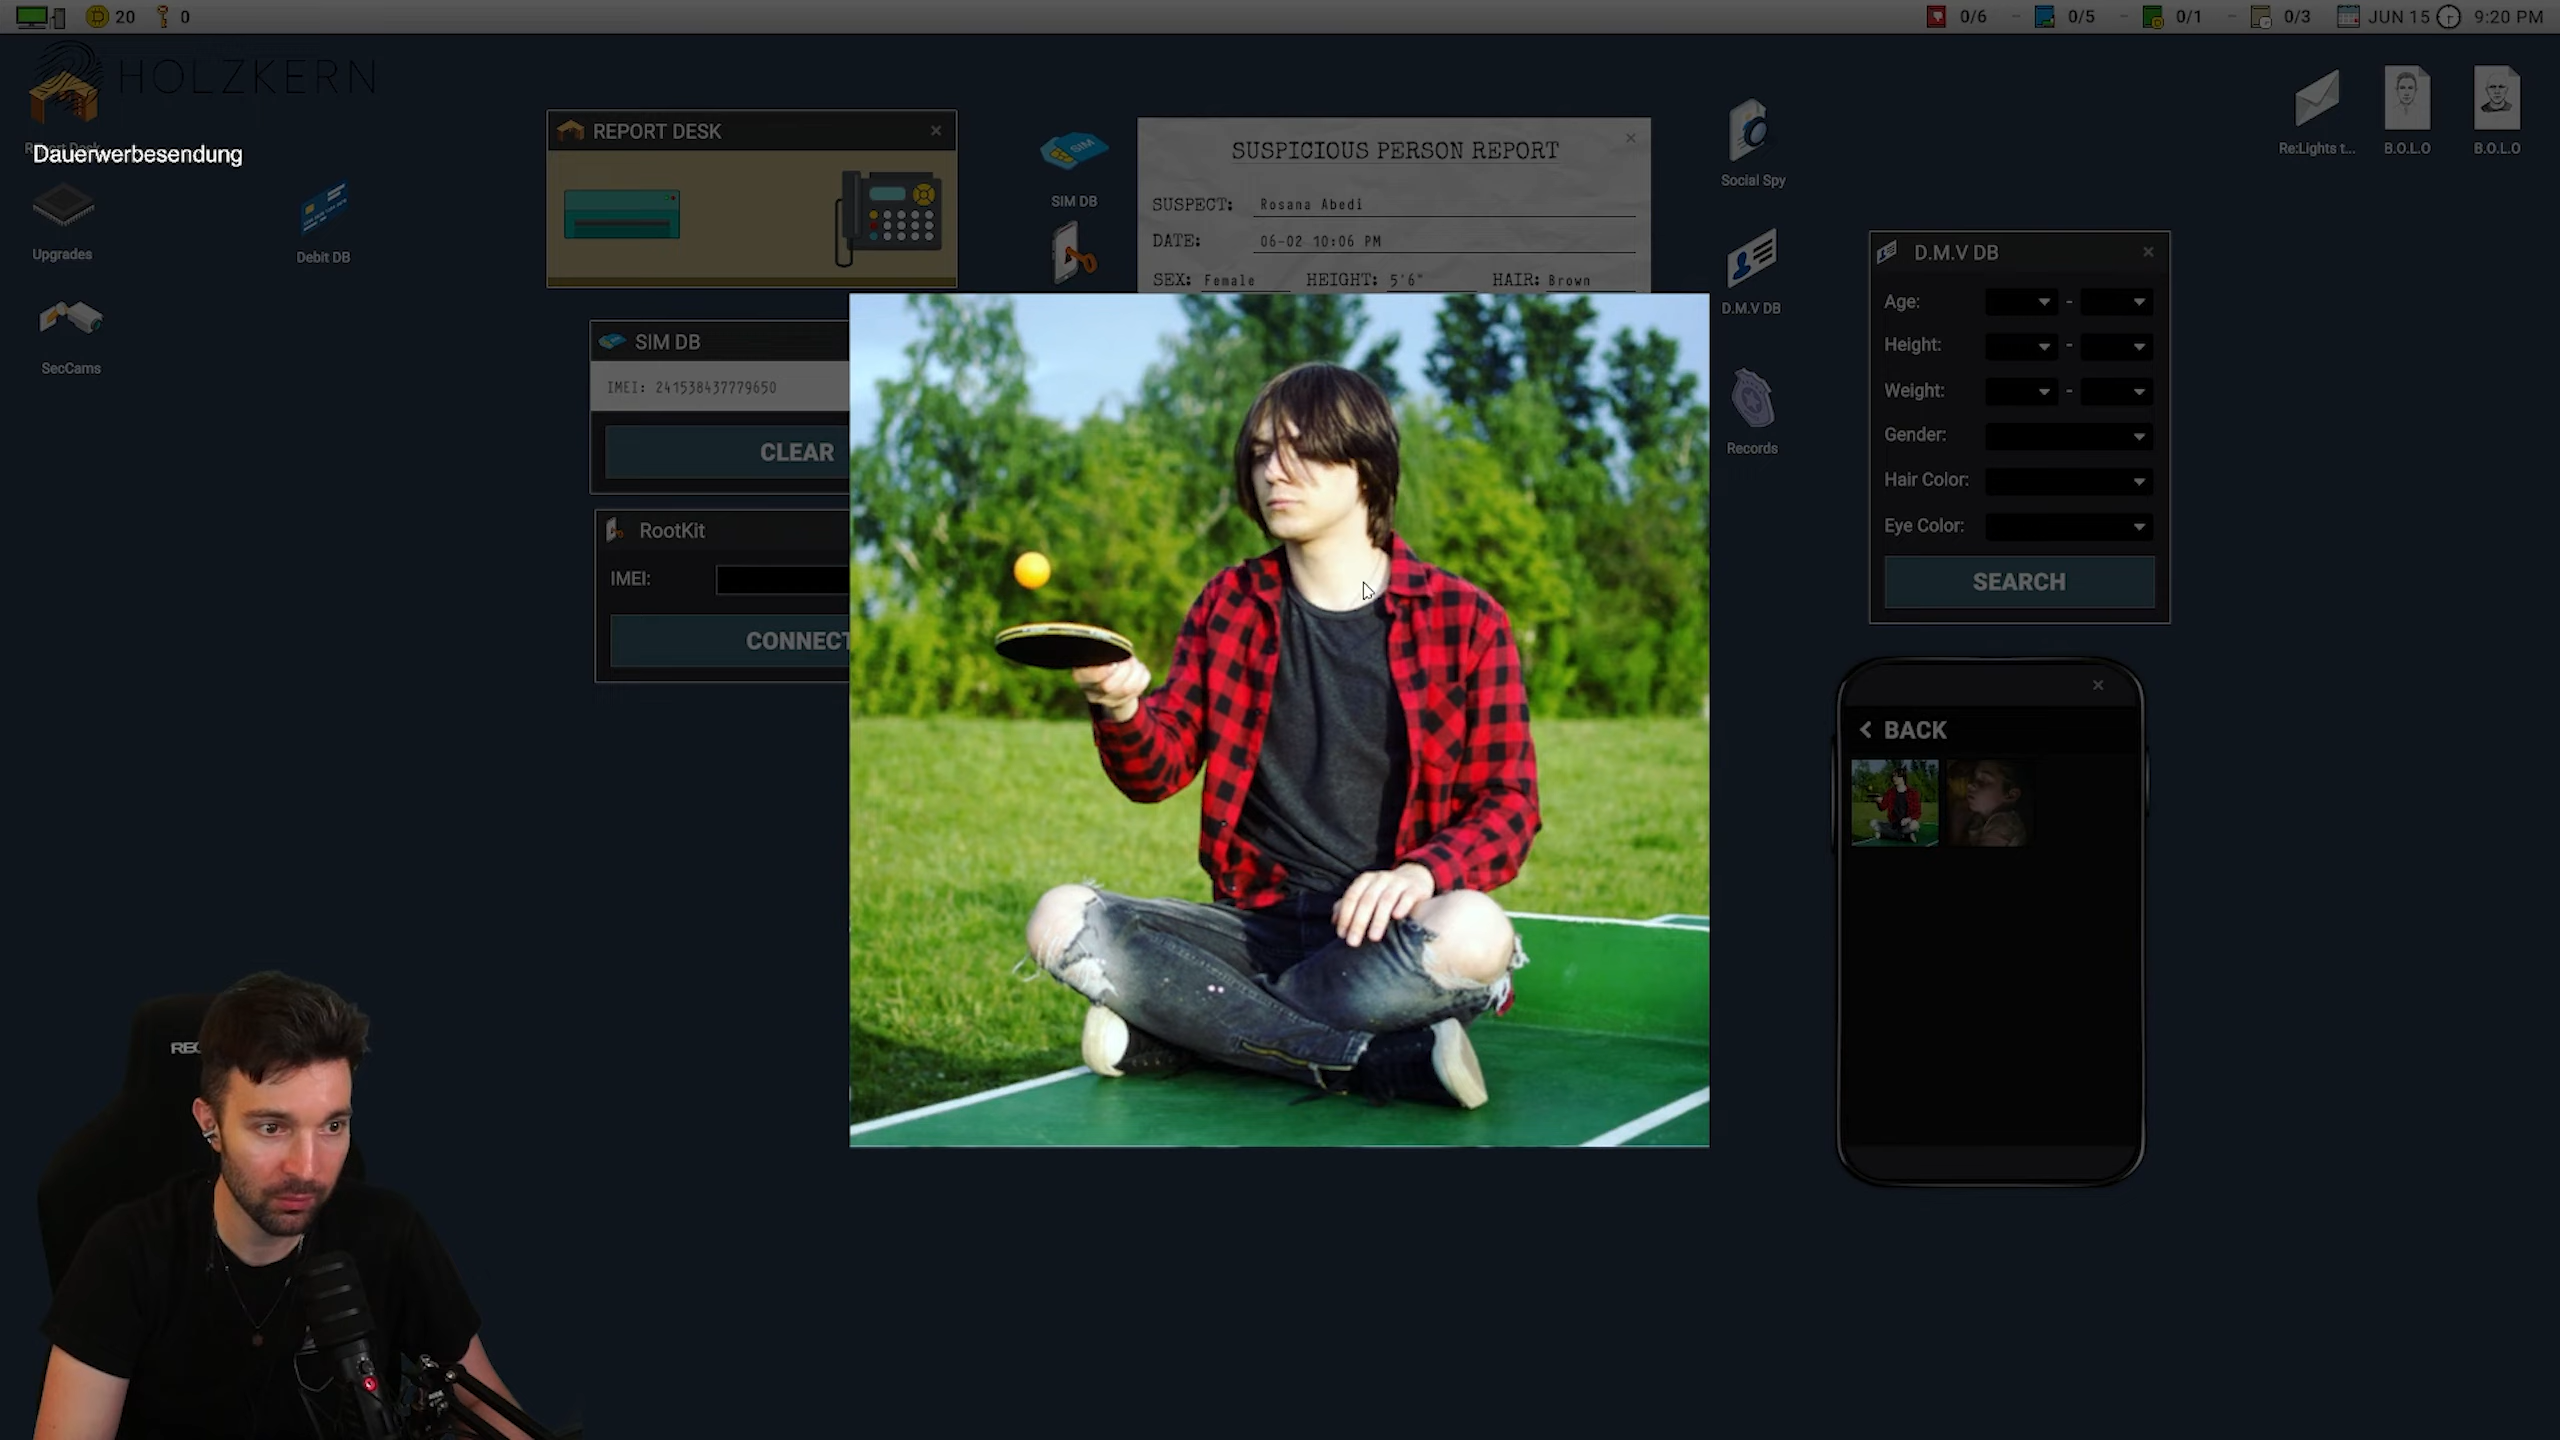 20
0
0/6
0/5
0/1
0/3
JUN 15
9:20 PM
HOLZKERN
Dauerwerbesendung
Upgrades
Debit DB
SecCams
REPORT DESK
SIM DB
SUSPICIOUS PERSON REPORT
SUSPECT: Rosana Abedi
DATE: 06-02 10:06 PM
SEX: Female HEIGHT: 5'6" HAIR: Brown
SIM DB
IMEI: 241538437779650
CLEAR
RootKit
IMEI:
CONNECT
Social Spy
D.M.V DB
Records
Re:Lights t...
B.O.L.O
B.O.L.O
D.M.V DB
Age: -
Height: -
Weight: -
Gender:
Hair Color:
Eye Color:
SEARCH
BACK